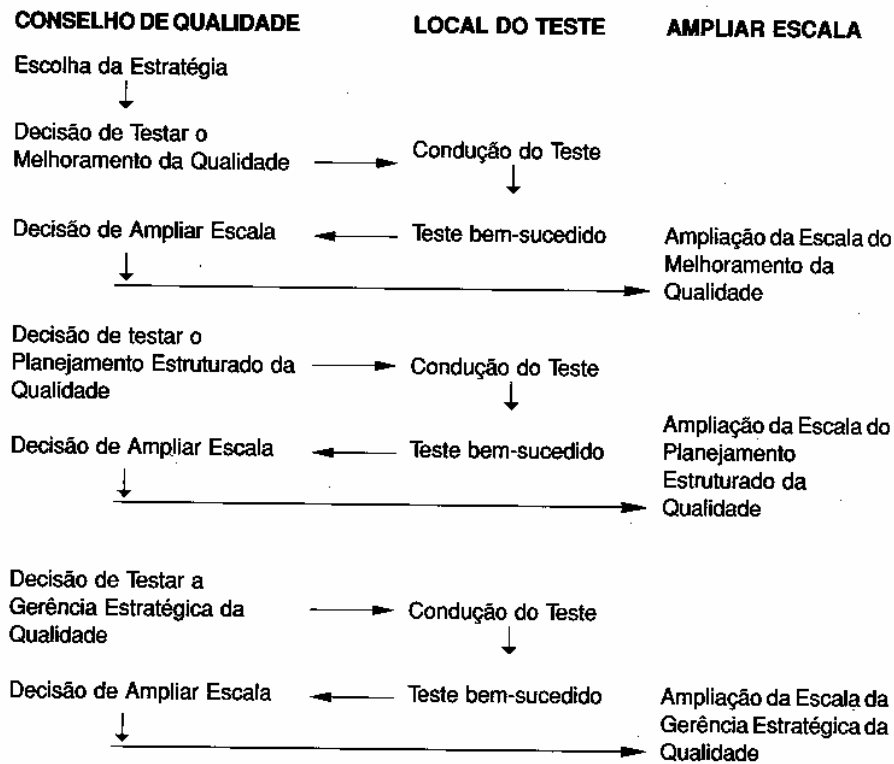 CONSELHO DE QUALIDADE
LOCAL DO TESTE
AMPLIAR ESCALA
Escolha da Estratégia
Decisão de Testar o
Melhoramento da Qualidade
Condução do Teste
Decisão de Ampliar Escala
Teste bem-sucedido
Ampliação da Escala do
Melhoramento da
Qualidade
Decisão de testar o
Planejamento Estruturado da
Qualidade
Condução do Teste
Decisão de Ampliar Escala
Teste bem-sucedido
Ampliação da Escala do
Planejamento
Estruturado da
Qualidade
Decisão de Testar a
Gerência Estratégica da
Qualidade
Condução do Teste
Decisão de Ampliar Escala
Teste bem-sucedido
Ampliação da Escala da
Gerência Estratégica da
Qualidade